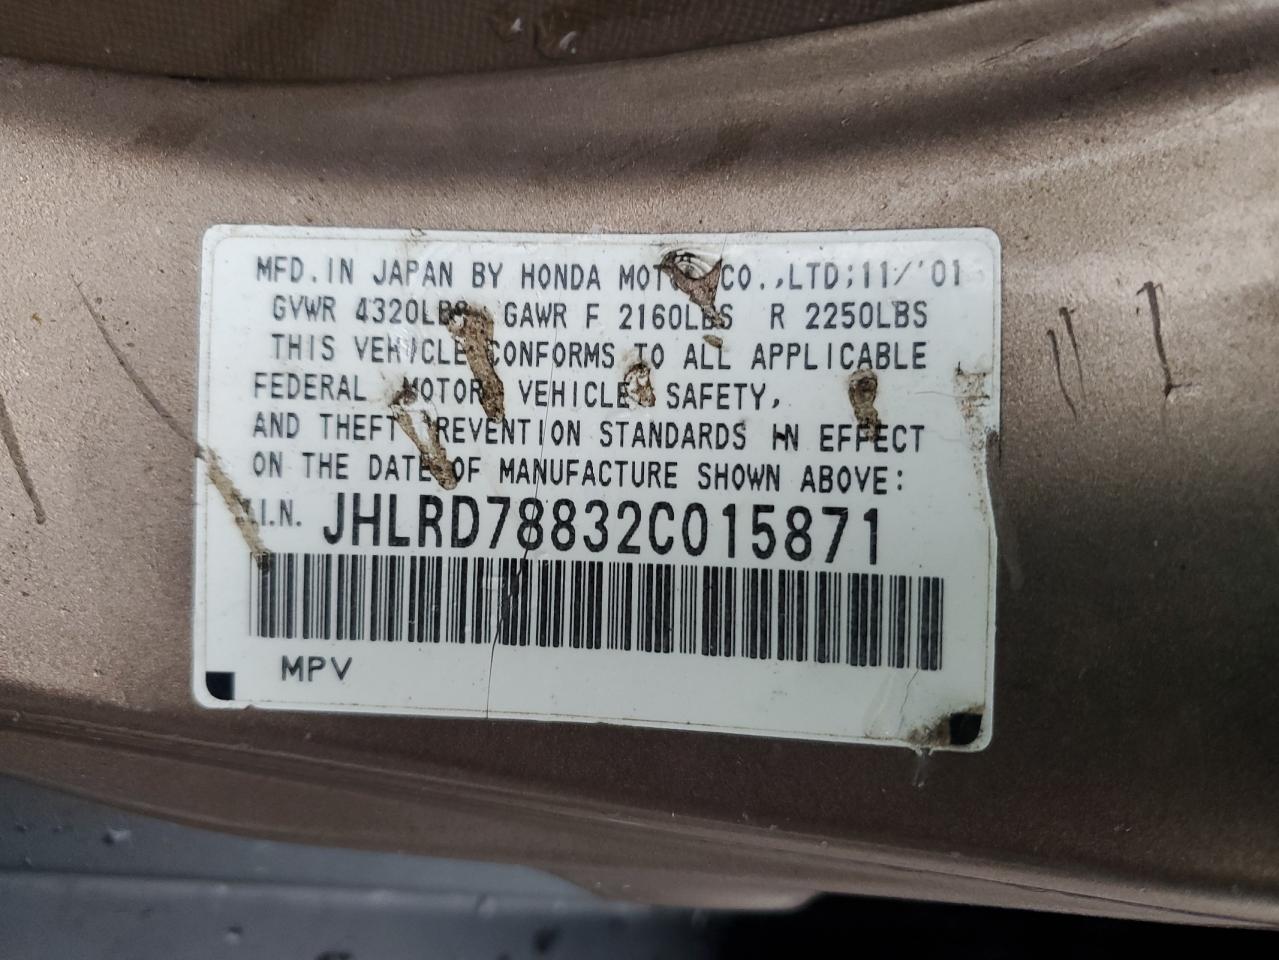 MFD. IN JAPAN BY HONDA MOTOR CO., LTD; 11/'01
GVWR 4320LBS GAWR F 2160LBS R 2250LBS
THIS VEHICLE CONFORMS TO ALL APPLICABLE
FEDERAL MOTOR VEHICLE SAFETY,
AND THEFT PREVENTION STANDARDS IN EFFECT
ON THE DATE OF MANUFACTURE SHOWN ABOVE:
V.I.N. JHLRD78832C015871
MPV